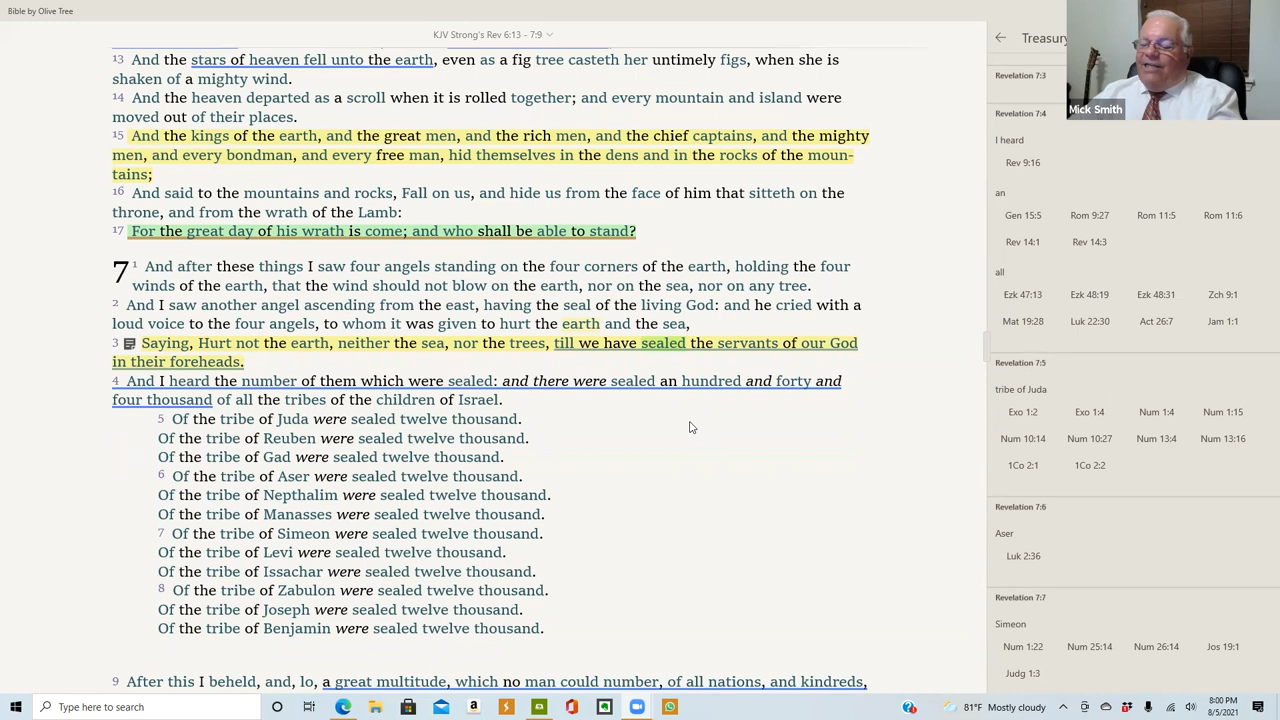 Bible by Olive Tree
KJV Strong's Rev 6:13 - 7:9
13 And the stars of heaven fell unto the earth, even as a fig tree casteth her untimely figs, when she is
shaken of a mighty wind.
14 And the heaven departed as a scroll when it is rolled together; and every mountain and island were
moved out of their places.
15 And the kings of the earth, and the great men, and the rich men, and the chief captains, and the mighty
men, and every bondman, and every free man, hid themselves in the dens and in the rocks of the moun-
tains;
16 And said to the mountains and rocks, Fall on us, and hide us from the face of him that sitteth on the
throne, and from the wrath of the Lamb:
17 For the great day of his wrath is come; and who shall be able to stand?
7 1 And after these things I saw four angels standing on the four corners of the earth, holding the four
winds of the earth, that the wind should not blow on the earth, nor on the sea, nor on any tree.
2 And I saw another angel ascending from the east, having the seal of the living God: and he cried with a
loud voice to the four angels, to whom it was given to hurt the earth and the sea,
3 Saying, Hurt not the earth, neither the sea, nor the trees, till we have sealed the servants of our God
in their foreheads.
4 And I heard the number of them which were sealed: and there were sealed an hundred and forty and
four thousand of all the tribes of the children of Israel.
5 Of the tribe of Juda were sealed twelve thousand.
Of the tribe of Reuben were sealed twelve thousand.
Of the tribe of Gad were sealed twelve thousand.
6 Of the tribe of Aser were sealed twelve thousand.
Of the tribe of Nepthalim were sealed twelve thousand.
Of the tribe of Manasses were sealed twelve thousand.
7 Of the tribe of Simeon were sealed twelve thousand.
Of the tribe of Levi were sealed twelve thousand.
Of the tribe of Issachar were sealed twelve thousand.
8 Of the tribe of Zabulon were sealed twelve thousand.
Of the tribe of Joseph were sealed twelve thousand.
Of the tribe of Benjamin were sealed twelve thousand.
9 After this I beheld, and, lo, a great multitude, which no man could number, of all nations, and kindreds,
Treasury
Mick Smith
Revelation 7:3
Revelation 7:4
I heard
Rev 9:16
an
Gen 15:5 Rom 9:27 Rom 11:5 Rom 11:6
Rev 14:1 Rev 14:3
all
Ezk 47:13 Ezk 48:19 Ezk 48:31 Zch 9:1
Mat 19:28 Luk 22:30 Act 26:7 Jam 1:1
Revelation 7:5
tribe of Juda
Exo 1:2 Exo 1:4 Num 1:4 Num 1:15
Num 10:14 Num 10:27 Num 13:4 Num 13:16
1Co 2:1 1Co 2:2
Revelation 7:6
Aser
Luk 2:36
Revelation 7:7
Simeon
Num 1:22 Num 25:14 Num 26:14 Jos 19:1
Judg 1:3
Type here to search
81°F Mostly cloudy
8:00 PM
8/5/2021